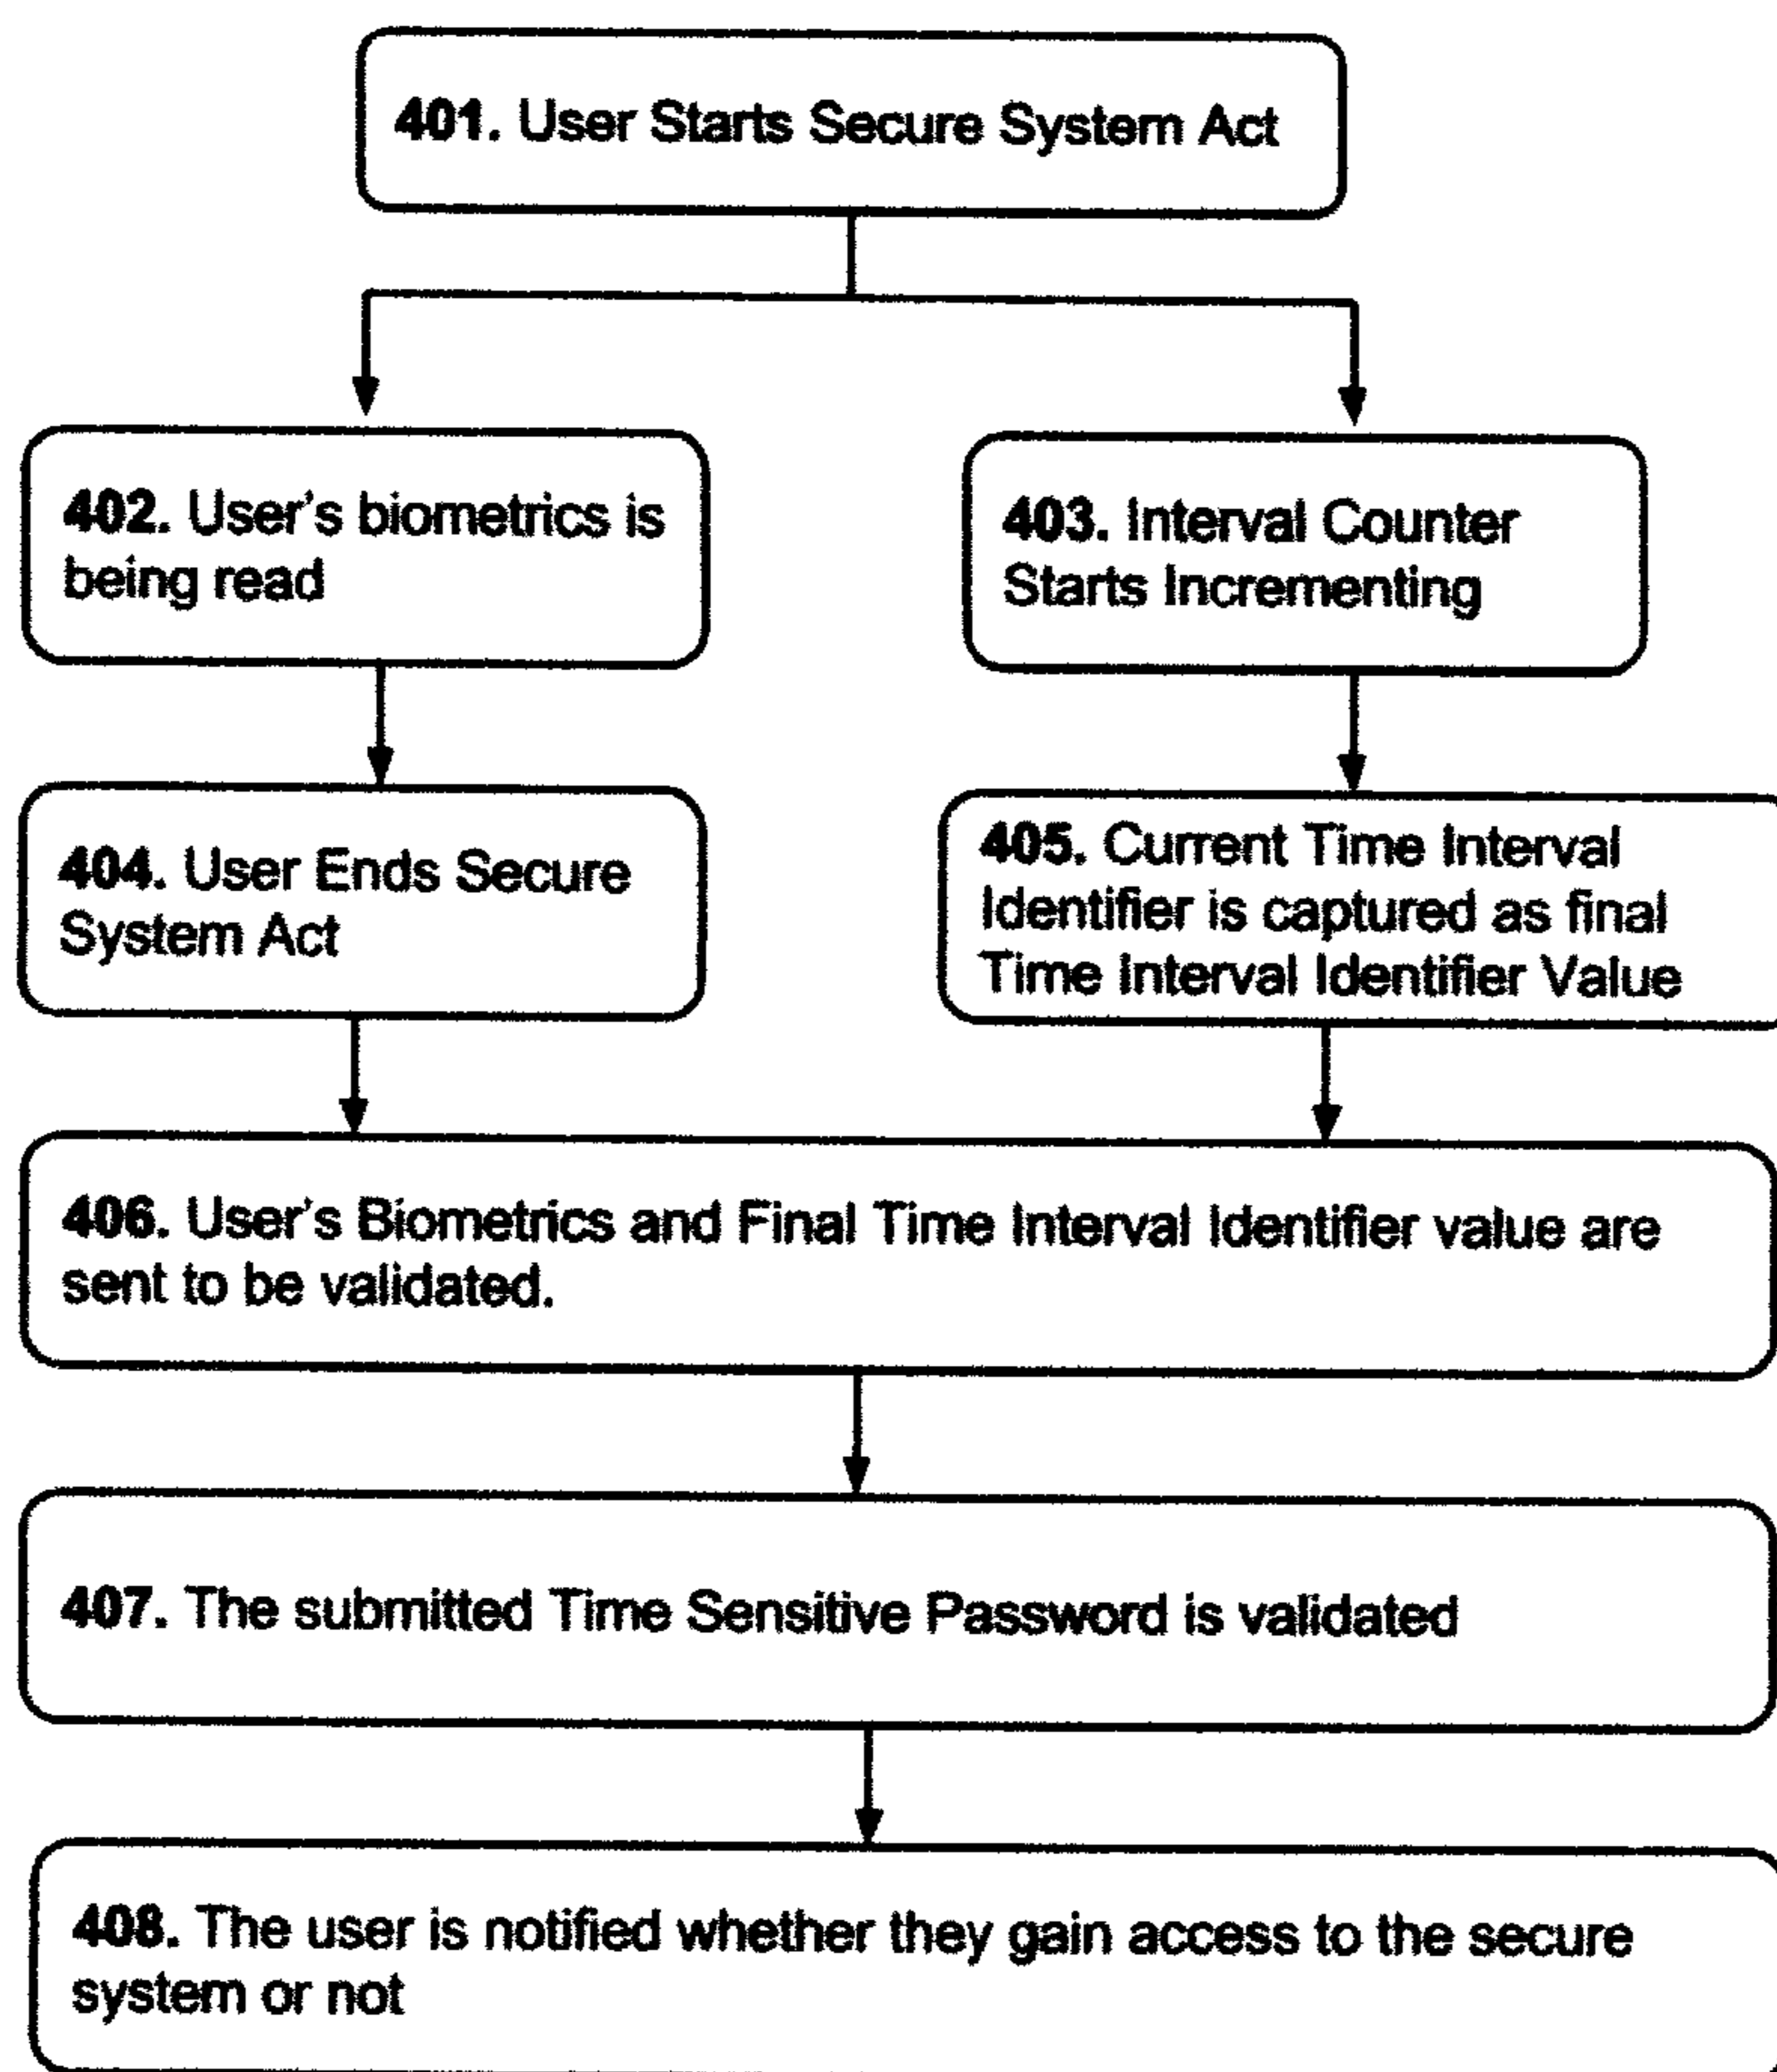 401. User Starts Secure System Act
402. User's biometrics is
being read
403. Interval Counter
Starts Incrementing
404. User Ends Secure
System Act
405. Current Time Interval
Identifier is captured as final
Time Interval Identifier Value
406. User's Biometrics and Final Time Interval Identifier value are
sent to be validated.
407. The submitted Time Sensitive Password is validated
408. The user is notified whether they gain access to the secure
system or not